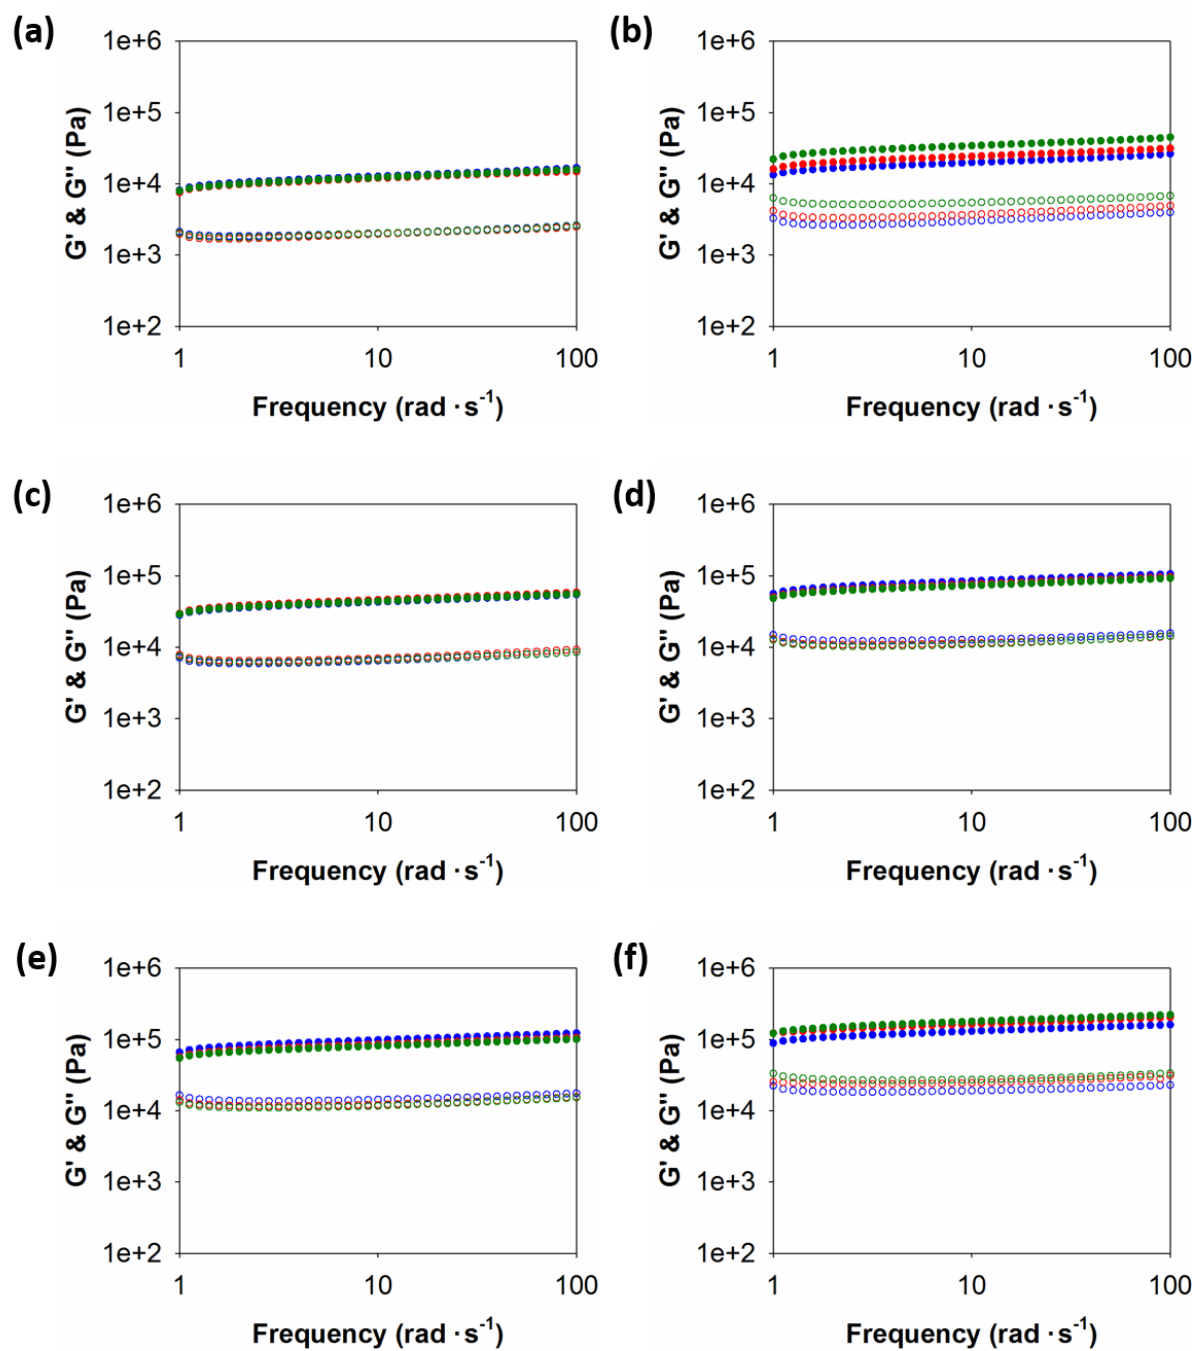 (a)
1e+6
1e+5
1e+4
1e+3
1e+2
G' & G" (Pa)
1 10 100
Frequency (rad · s-1)
(b)
1e+6
1e+5
1e+4
1e+3
1e+2
G' & G" (Pa)
1 10 100
Frequency (rad · s-1)
(c)
1e+6
1e+5
1e+4
1e+3
1e+2
G' & G" (Pa)
1 10 100
Frequency (rad · s-1)
(d)
1e+6
1e+5
1e+4
1e+3
1e+2
G' & G" (Pa)
1 10 100
Frequency (rad · s-1)
(e)
1e+6
1e+5
1e+4
1e+3
1e+2
G' & G" (Pa)
1 10 100
Frequency (rad · s-1)
(f)
1e+6
1e+5
1e+4
1e+3
1e+2
G' & G" (Pa)
1 10 100
Frequency (rad · s-1)